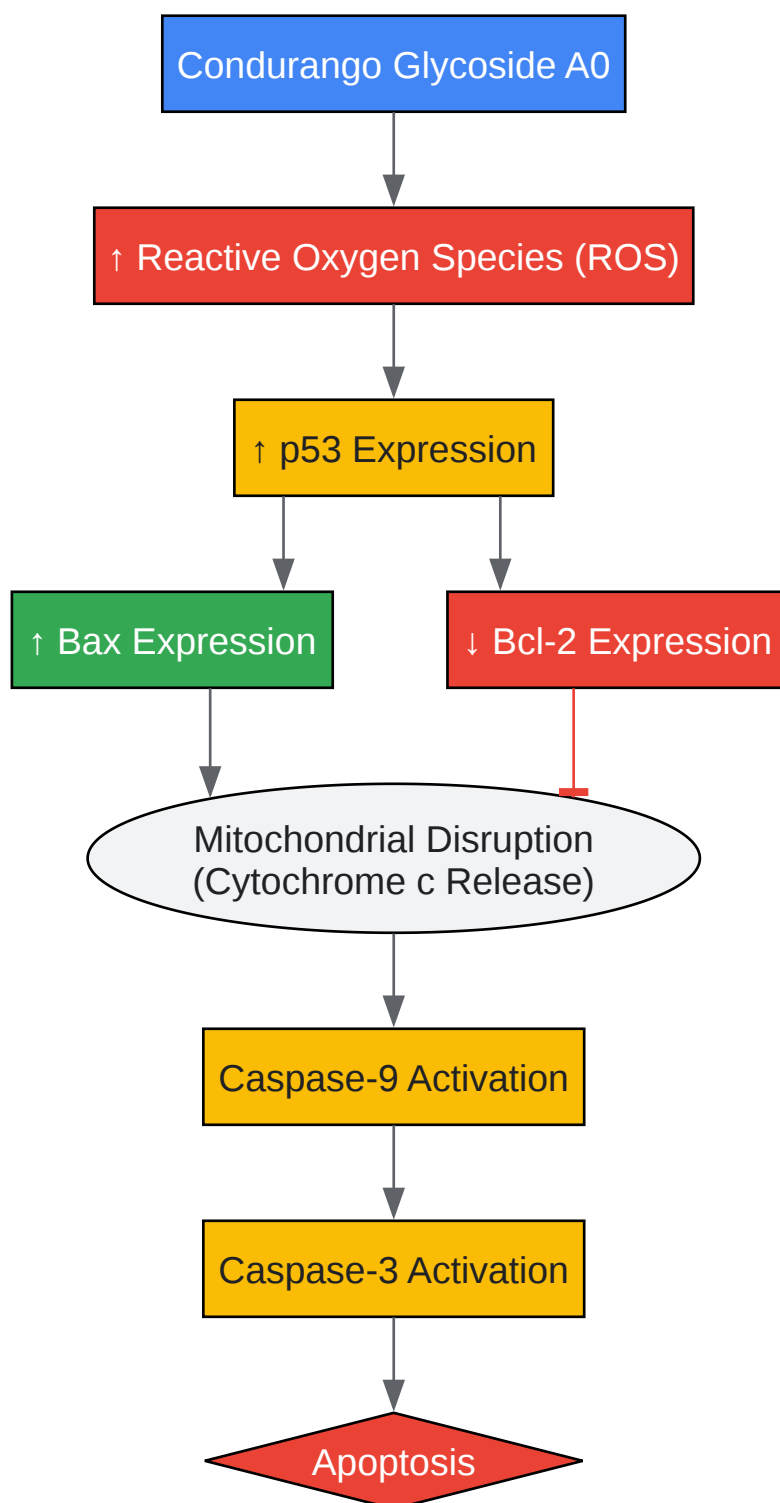 Condurango Glycoside A0
↑ Reactive Oxygen Species (ROS)
↑ p53 Expression
↑ Bax Expression
↓ Bcl-2 Expression
Mitochondrial Disruption
(Cytochrome c Release)
Caspase-9 Activation
Caspase-3 Activation
Apoptosis